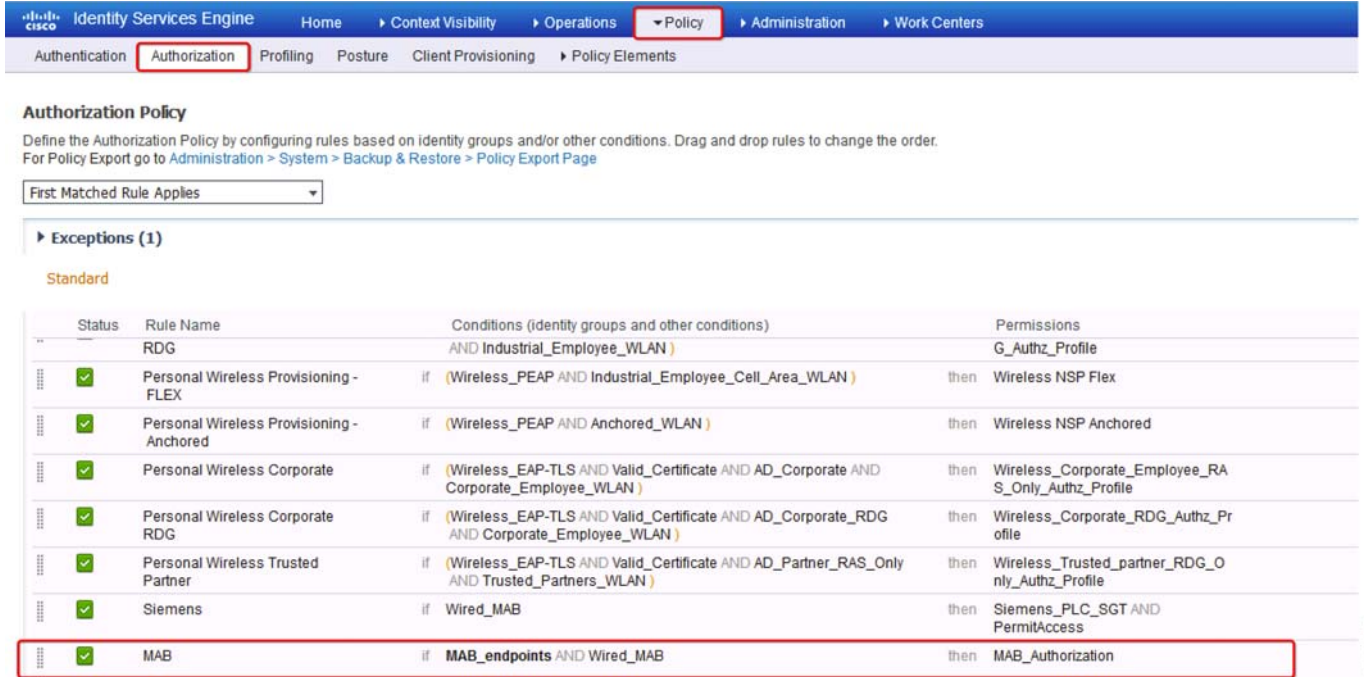 cisco Identity Services Engine Home Context Visibility Operations Policy Administration Work Centers
Authentication Authorization Profiling Posture Client Provisioning Policy Elements
Authorization Policy
Define the Authorization Policy by configuring rules based on identity groups and/or other conditions. Drag and drop rules to change the order.
For Policy Export go to Administration > System > Backup & Restore > Policy Export Page
First Matched Rule Applies
Exceptions (1)
Standard
Status Rule Name Conditions (identity groups and other conditions) Permissions
RDG AND Industrial_Employee_WLAN ) G_Authz_Profile
Personal Wireless Provisioning - if (Wireless_PEAP AND Industrial_Employee_Cell_Area_WLAN ) then Wireless NSP Flex
FLEX
Personal Wireless Provisioning - if (Wireless_PEAP AND Anchored_WLAN ) then Wireless NSP Anchored
Anchored
Personal Wireless Corporate if (Wireless_EAP-TLS AND Valid_Certificate AND AD_Corporate AND then Wireless_Corporate_Employee_RA
Corporate_Employee_WLAN ) S_Only_Authz_Profile
Personal Wireless Corporate if (Wireless_EAP-TLS AND Valid_Certificate AND AD_Corporate_RDG then Wireless_Corporate_RDG_Authz_Pr
RDG AND Corporate_Employee_WLAN ) ofile
Personal Wireless Trusted if (Wireless_EAP-TLS AND Valid_Certificate AND AD_Partner_RAS_Only then Wireless_Trusted_partner_RDG_O
Partner AND Trusted_Partners_WLAN ) nly_Authz_Profile
Siemens if Wired_MAB then Siemens_PLC_SGT AND
PermitAccess
MAB if MAB_endpoints AND Wired_MAB then MAB_Authorization